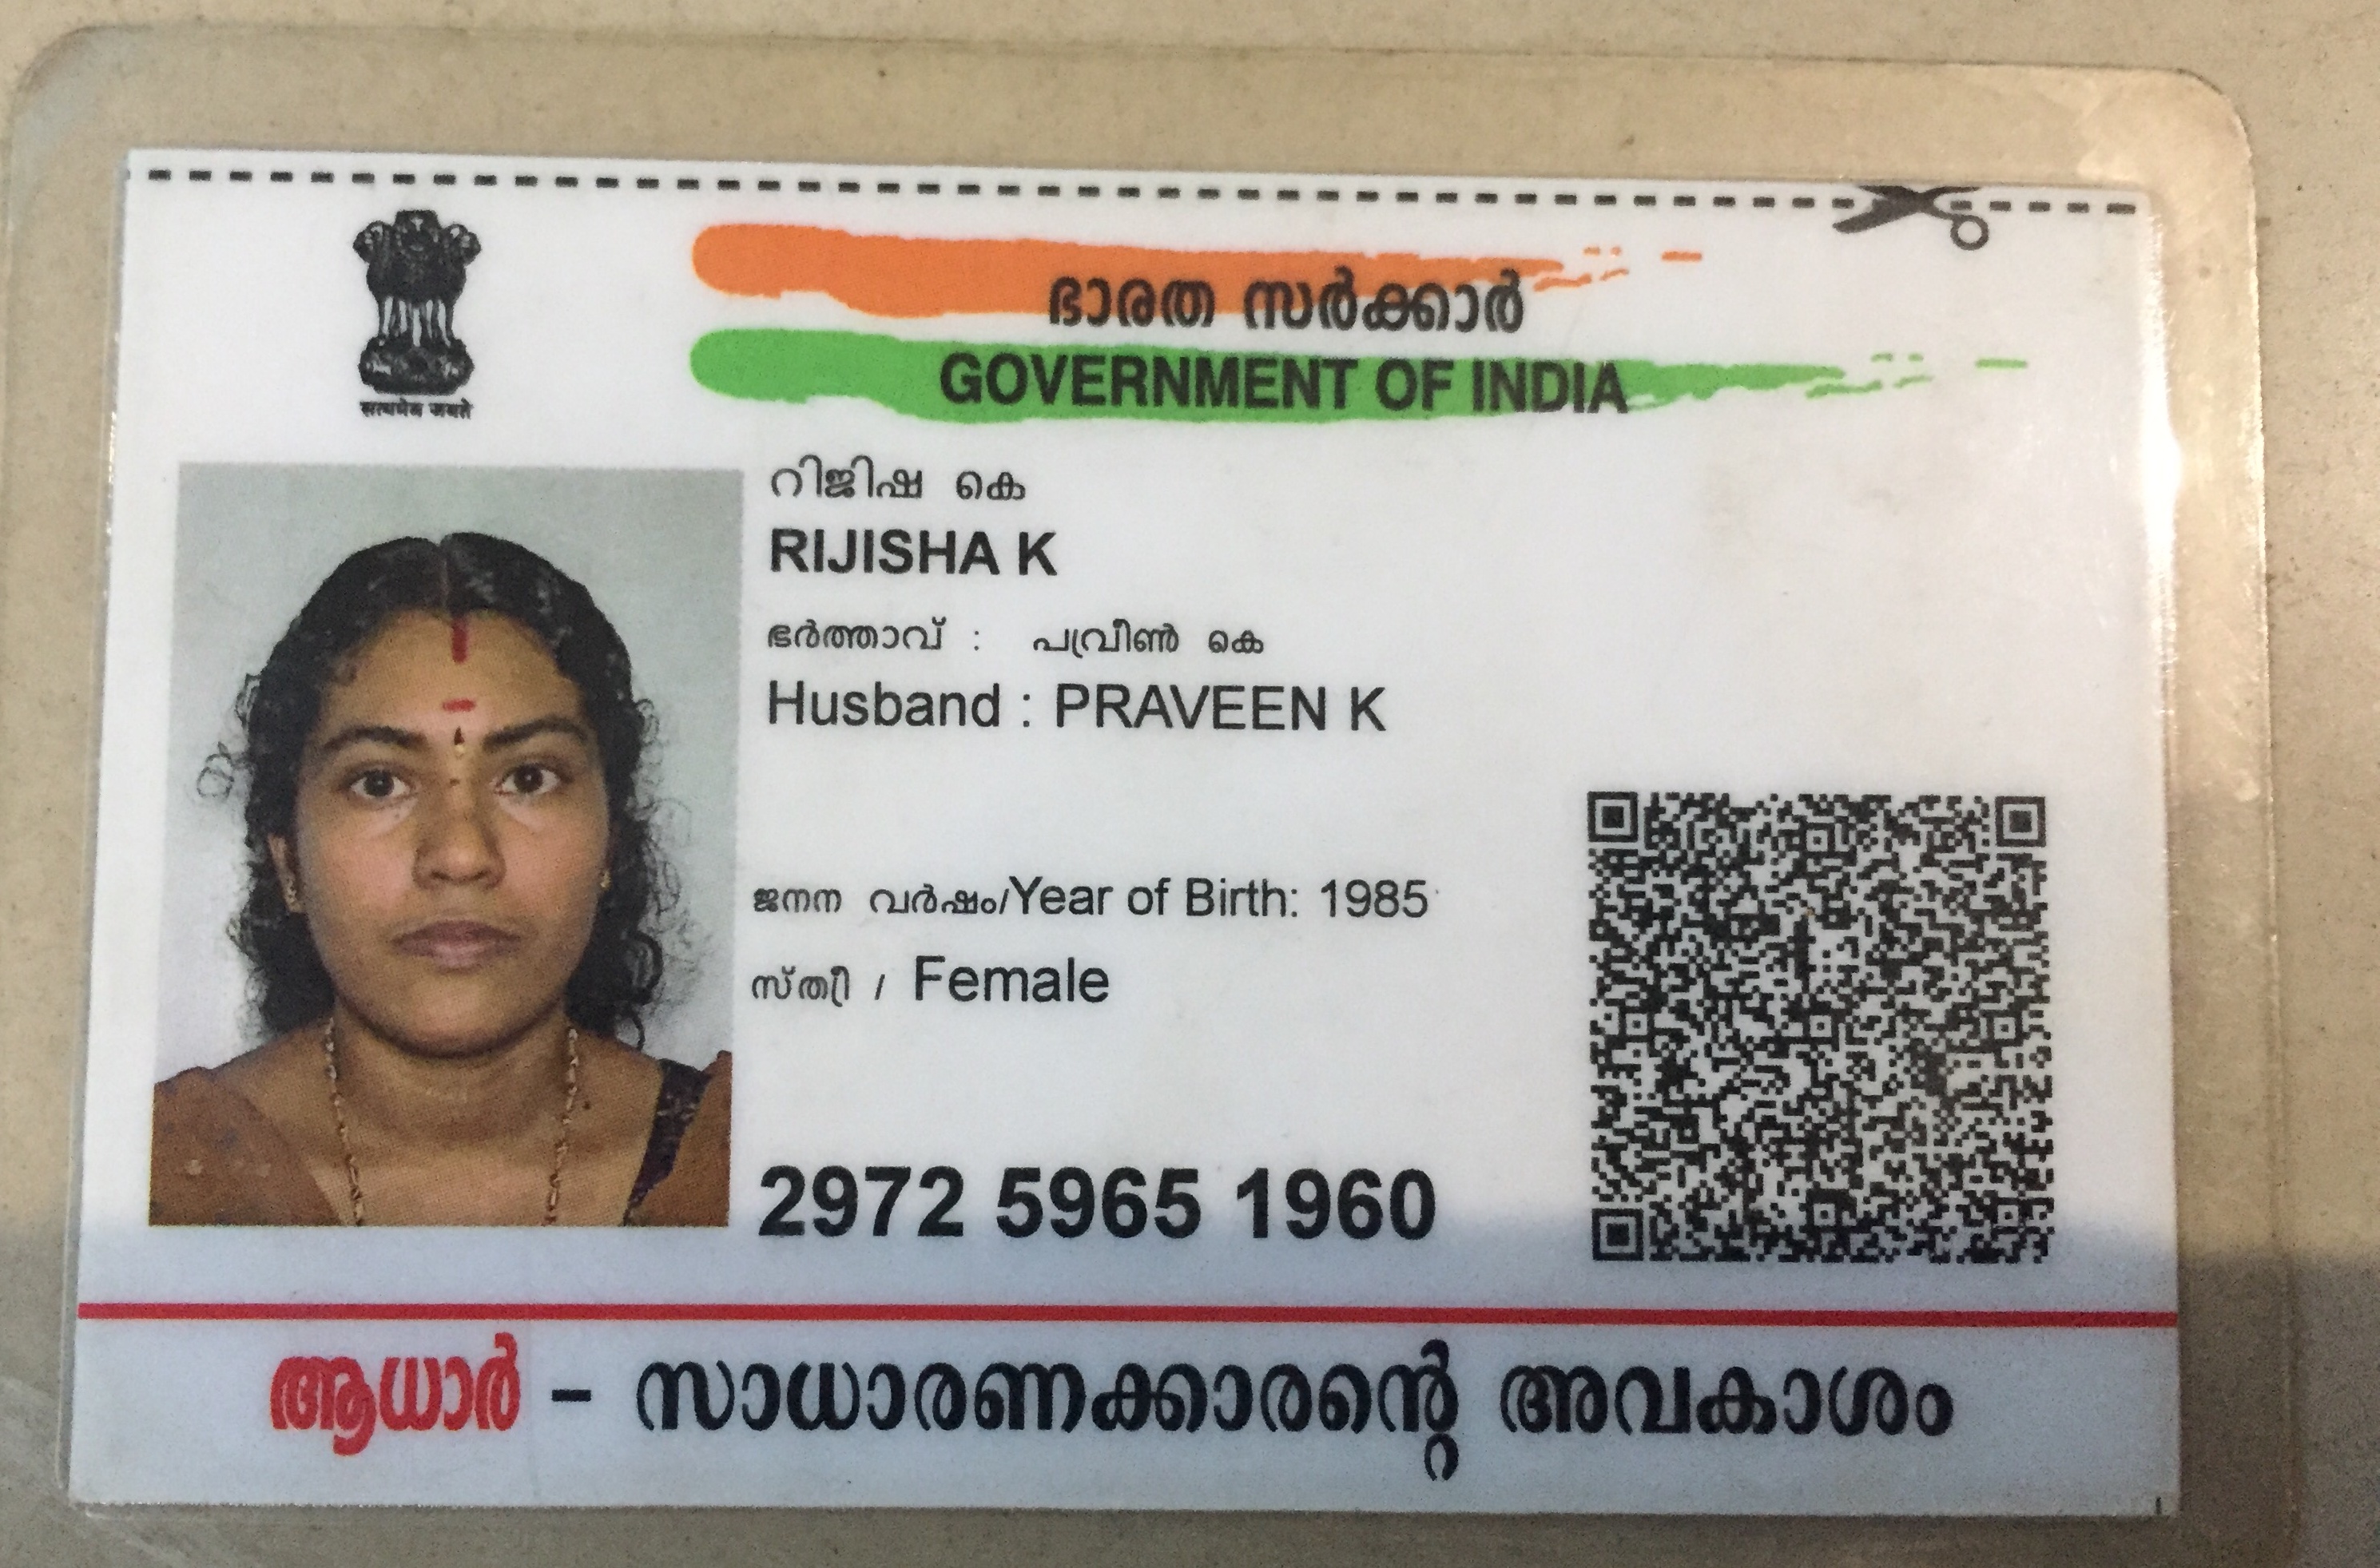 सत्यमेव जयते
ഭാരത സർക്കാർ
GOVERNMENT OF INDIA
റിജിഷ കെ
RIJISHA K
ഭർത്താവ് : പവ്രീൺ കെ
Husband : PRAVEEN K
ജനന വർഷം/Year of Birth: 1985
സ്ത്രീ / Female
2972 5965 1960
ആധാർ – സാധാരണക്കാരന്റെ അവകാശം